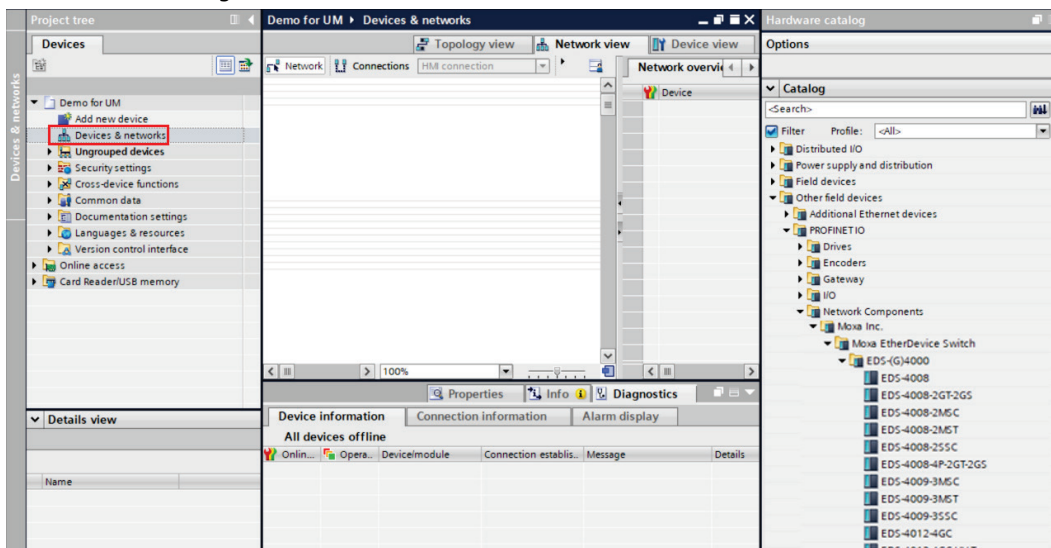 Project tree
Devices
Devices & networks
Demo for UM
Add new device
Devices & networks
Ungrouped devices
Security settings
Cross-device functions
Common data
Documentation settings
Languages & resources
Version control interface
Online access
Card Reader/USB memory
Details view
Name
Demo for UM ▸ Devices & networks
Topology view
Network view
Device view
Network
Connections
HMI connection
Network overvie
Device
100%
Properties
Info
Diagnostics
Device information
Connection information
Alarm display
All devices offline
Onlin...
Opera..
Device/module
Connection establis..
Message
Details
Hardware catalog
Options
Catalog
<Search>
Filter
Profile:
<All>
Distributed I/O
Power supply and distribution
Field devices
Other field devices
Additional Ethernet devices
PROFINET IO
Drives
Encoders
Gateway
I/O
Network Components
Moxa Inc.
Moxa EtherDevice Switch
EDS-(G)4000
EDS-4008
EDS-4008-2GT-2GS
EDS-4008-2MSC
EDS-4008-2MST
EDS-4008-2SSC
EDS-4008-4P-2GT-2GS
EDS-4009-3MSC
EDS-4009-3MST
EDS-4009-3SSC
EDS-4012-4GC